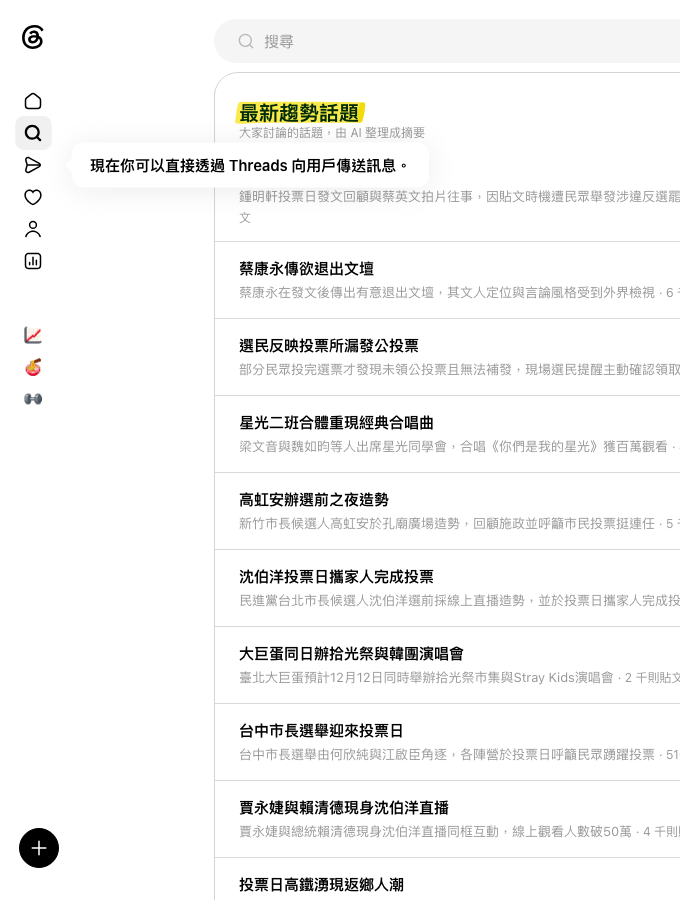 搜尋
最新趨勢話題
大家討論的話題，由 AI 整理成摘要
現在你可以直接透過 Threads 向用戶傳送訊息。
鍾明軒投票日發文回顧與蔡英文拍片往事，因貼文時機遭民眾舉發涉違反選罷
文
蔡康永傳欲退出文壇
蔡康永在發文後傳出有意退出文壇，其文人定位與言論風格受到外界檢視 · 6
選民反映投票所漏發公投票
部分民眾投完選票才發現未領公投票且無法補發，現場選民提醒主動確認領取
星光二班合體重現經典合唱曲
梁文音與魏如昀等人出席星光同學會，合唱《你們是我的星光》獲百萬觀看 ·
高虹安辦選前之夜造勢
新竹市長候選人高虹安於孔廟廣場造勢，回顧施政並呼籲市民投票挺連任 · 5
沈伯洋投票日攜家人完成投票
民進黨台北市長候選人沈伯洋選前採線上直播造勢，並於投票日攜家人完成投
大巨蛋同日辦拾光祭與韓團演唱會
臺北大巨蛋預計12月12日同時舉辦拾光祭市集與Stray Kids演唱會 · 2 千則貼文
台中市長選舉迎來投票日
台中市長選舉由何欣純與江啟臣角逐，各陣營於投票日呼籲民眾踴躍投票 · 51
賈永婕與賴清德現身沈伯洋直播
賈永婕與總統賴清德現身沈伯洋直播同框互動，線上觀看人數破50萬 · 4 千則
投票日高鐵湧現返鄉人潮